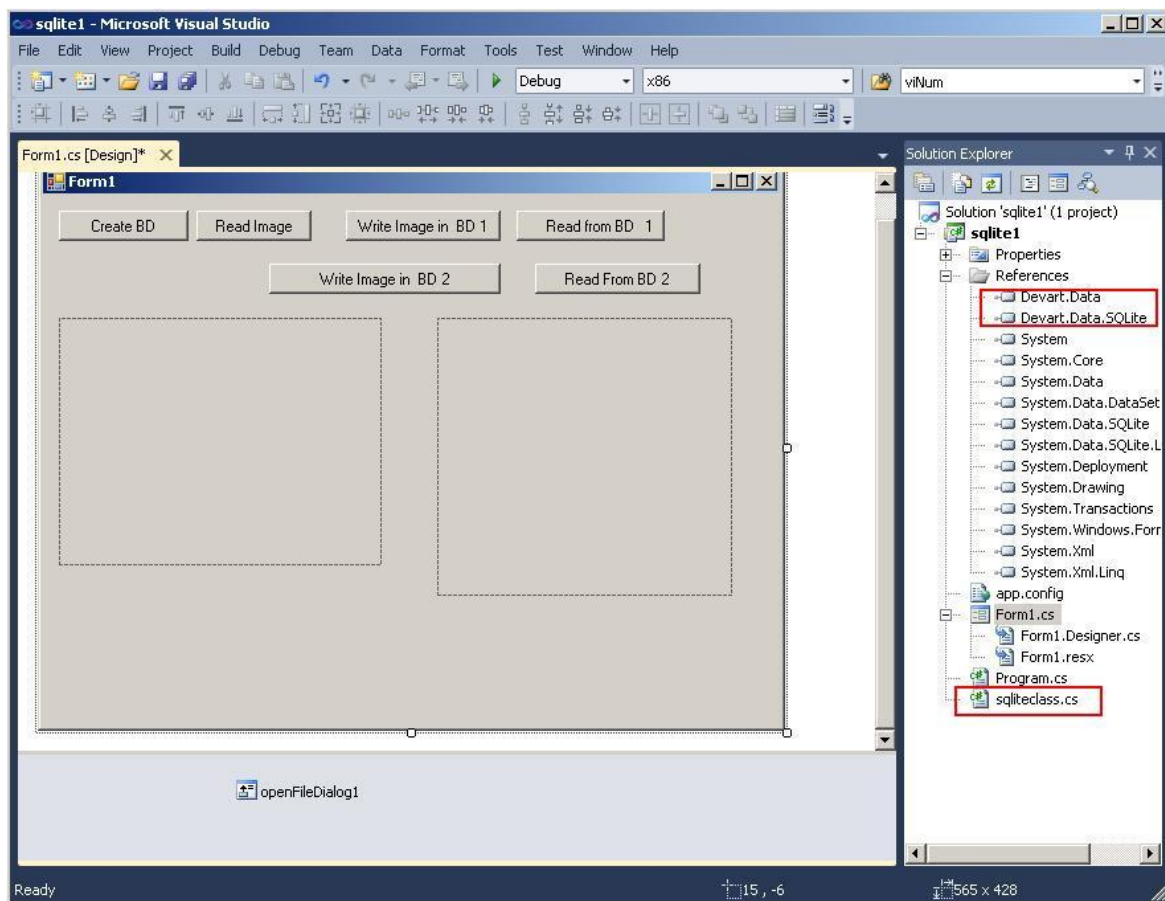 sqlite1 - Microsoft Visual Studio
File Edit View Project Build Debug Team Data Format Tools Test Window Help
Debug x86 viNum
Form1.cs [Design]*
Form1
Create BD Read Image Write Image in BD 1 Read from BD 1
Write Image in BD 2 Read From BD 2
openFileDialog1
Solution Explorer
Solution 'sqlite1' (1 project)
sqlite1
Properties
References
Devart.Data
Devart.Data.SQLite
System
System.Core
System.Data
System.Data.DataSet
System.Data.SQLite
System.Data.SQLite.L
System.Deployment
System.Drawing
System.Transactions
System.Windows.Forr
System.Xml
System.Xml.Linq
app.config
Form1.cs
Form1.Designer.cs
Form1.resx
Program.cs
sqliteclass.cs
Ready 15 , -6 565 x 428